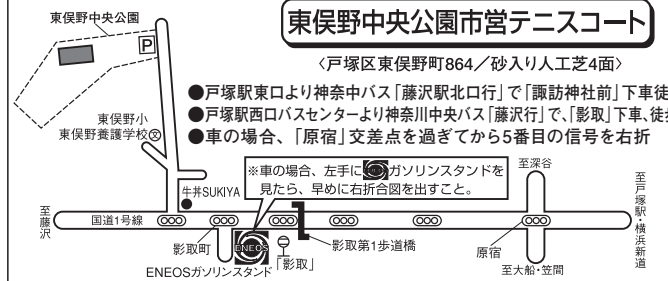 東俣野中央公園市営テニスコート
〈戸塚区東俣野町864/砂入り人工芝4面〉
●戸塚駅東口より神奈中バス「藤沢駅北口行」で「諏訪神社前」下車徒
●戸塚駅西口バスセンターより神奈川中央バス「藤沢行」で、「影取」下車、徒
●車の場合、「原宿」交差点を過ぎてから5番目の信号を右折
東俣野中央公園
P
東俣野小
東俣野養護学校
※車の場合、左手にENEOSガソリンスタンドを
見たら、早めに右折合図を出すこと。
牛丼SUKIYA
至深谷
至藤沢
国道1号線
至戸塚駅・横浜新道
影取町
ENEOS
「影取」
影取第1歩道橋
原宿
ENEOSガソリンスタンド
至大船・笠間